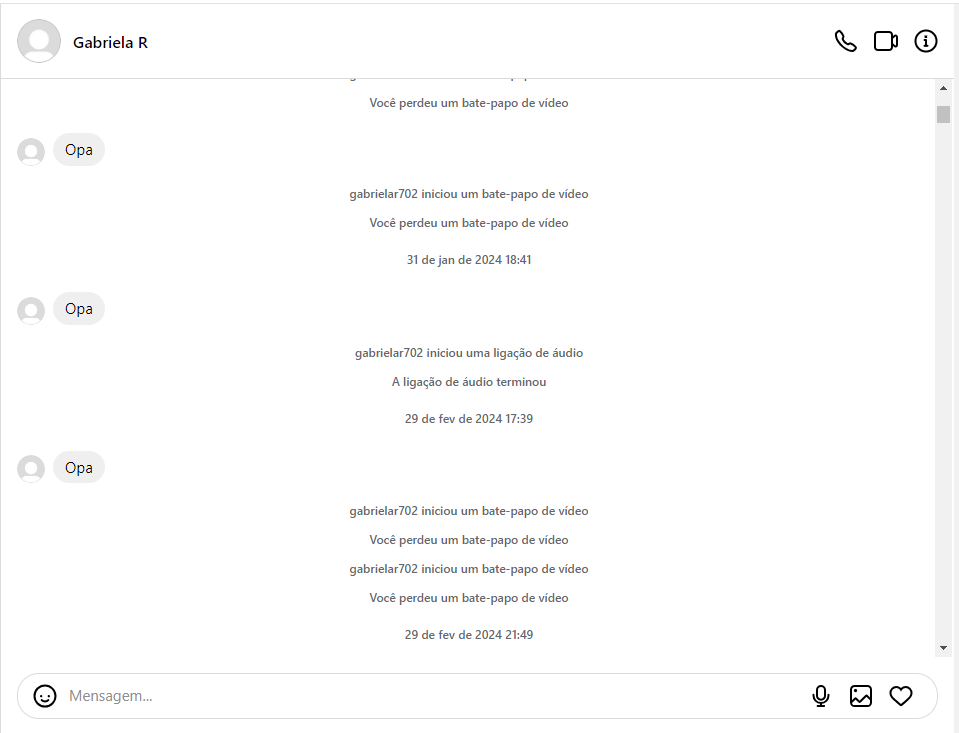 Gabriela R
Você perdeu um bate-papo de vídeo
Opa
gabrielar702 iniciou um bate-papo de vídeo
Você perdeu um bate-papo de vídeo
31 de jan de 2024 18:41
Opa
gabrielar702 iniciou uma ligação de áudio
A ligação de áudio terminou
29 de fev de 2024 17:39
Opa
gabrielar702 iniciou um bate-papo de vídeo
Você perdeu um bate-papo de vídeo
gabrielar702 iniciou um bate-papo de vídeo
Você perdeu um bate-papo de vídeo
29 de fev de 2024 21:49
Mensagem...